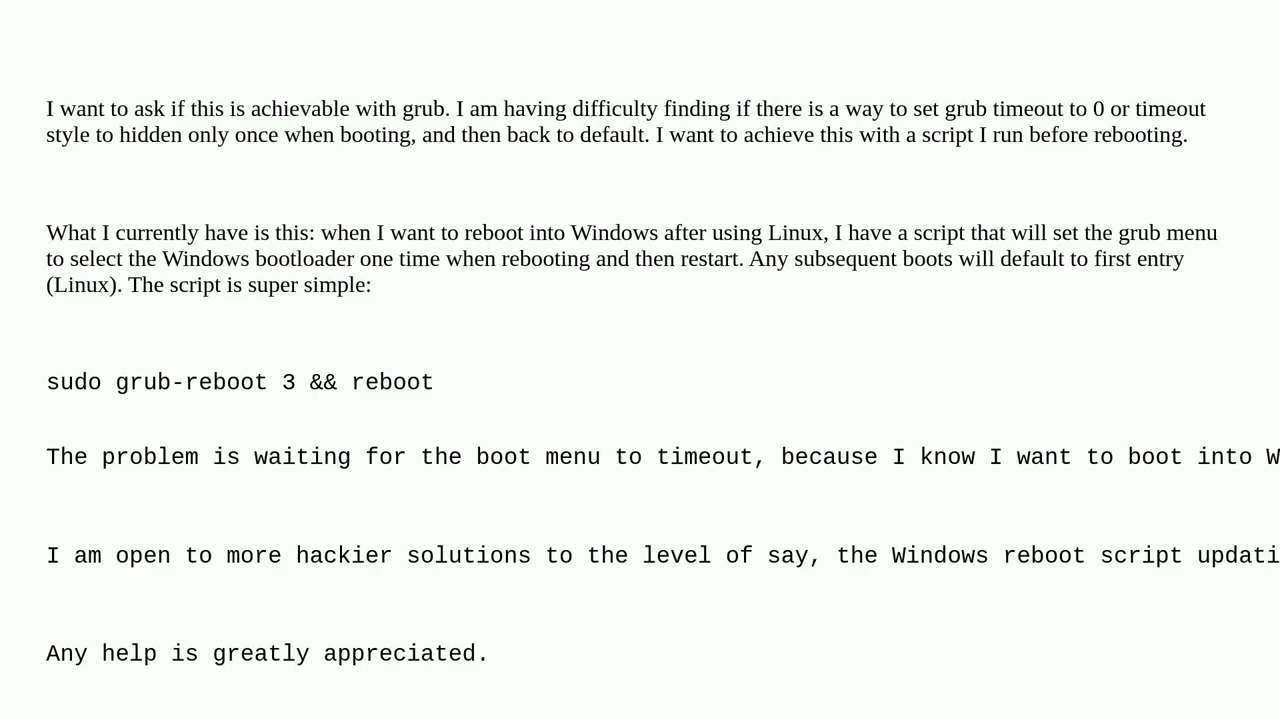 I want to ask if this is achievable with grub. I am having difficulty finding if there is a way to set grub timeout to 0 or timeout
style to hidden only once when booting, and then back to default. I want to achieve this with a script I run before rebooting.
What I currently have is this: when I want to reboot into Windows after using Linux, I have a script that will set the grub menu
to select the Windows bootloader one time when rebooting and then restart. Any subsequent boots will default to first entry
(Linux). The script is super simple:
sudo grub-reboot 3 && reboot
The problem is waiting for the boot menu to timeout, because I know I want to boot into W
I am open to more hackier solutions to the level of say, the Windows reboot script updati
Any help is greatly appreciated.